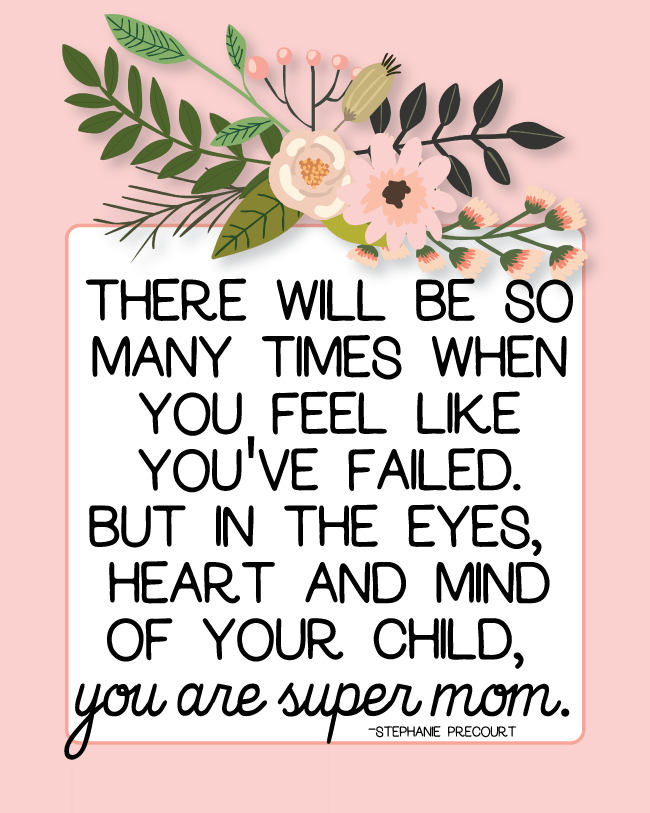 THERE WILL BE SO
MANY TIMES WHEN
YOU FEEL LIKE
YOU'VE FAILED.
BUT IN THE EYES,
HEART AND MIND
OF YOUR CHILD,
you are super mom.
-STEPHANIE PRECOURT